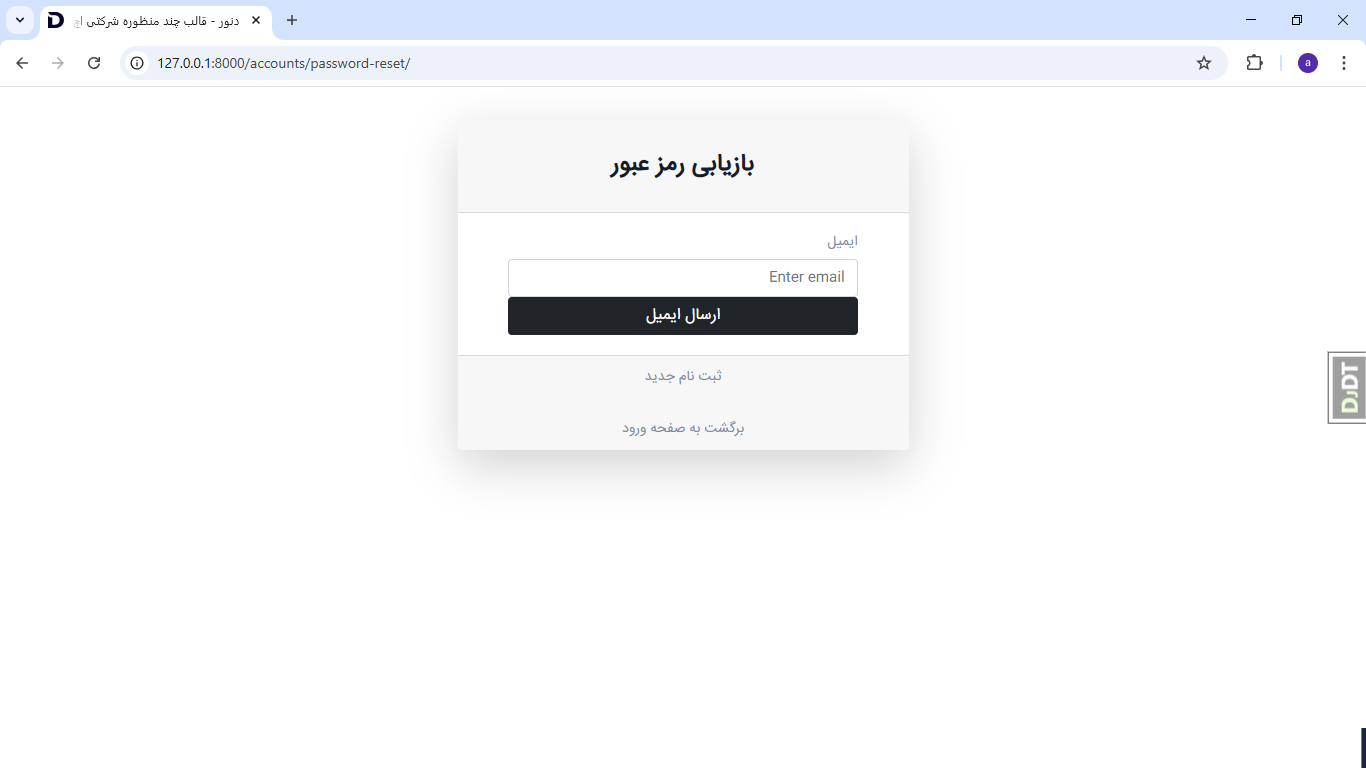 دنور - قالب چند منظوره شرکتی
127.0.0.1:8000/accounts/password-reset/
a
بازیابی رمز عبور
ایمیل
Enter email
ارسال ایمیل
ثبت نام جدید
برگشت به صفحه ورود
DjDT